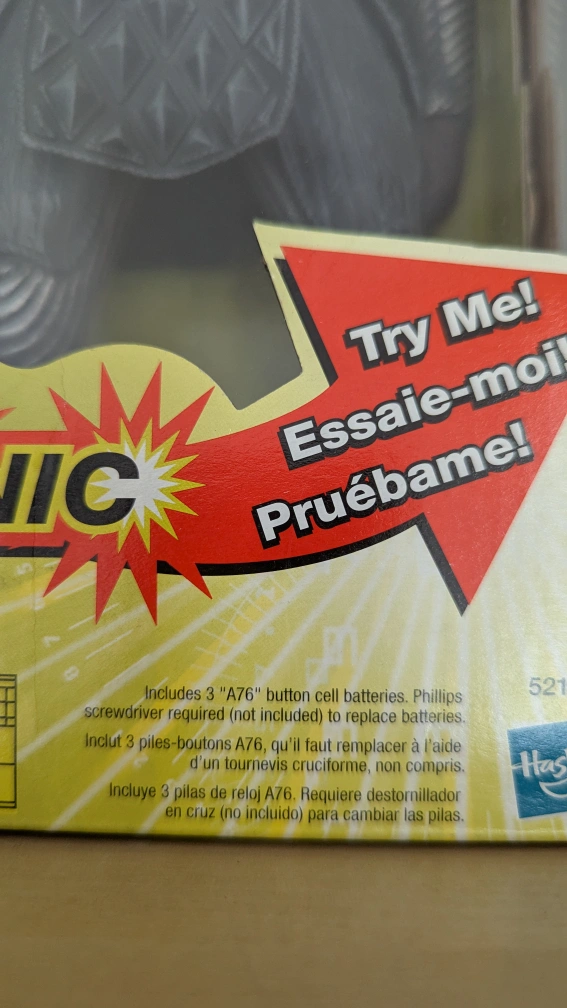 Try Me!
Essaie-moi!
Pruébame!
NIC
Includes 3 "A76" button cell batteries. Phillips
screwdriver required (not included) to replace batteries.
Inclut 3 piles-boutons A76, qu'il faut remplacer à l'aide
d'un tournevis cruciforme, non compris.
Incluye 3 pilas de reloj A76. Requiere destornillador
en cruz (no incluido) para cambiar las pilas.
521
Has